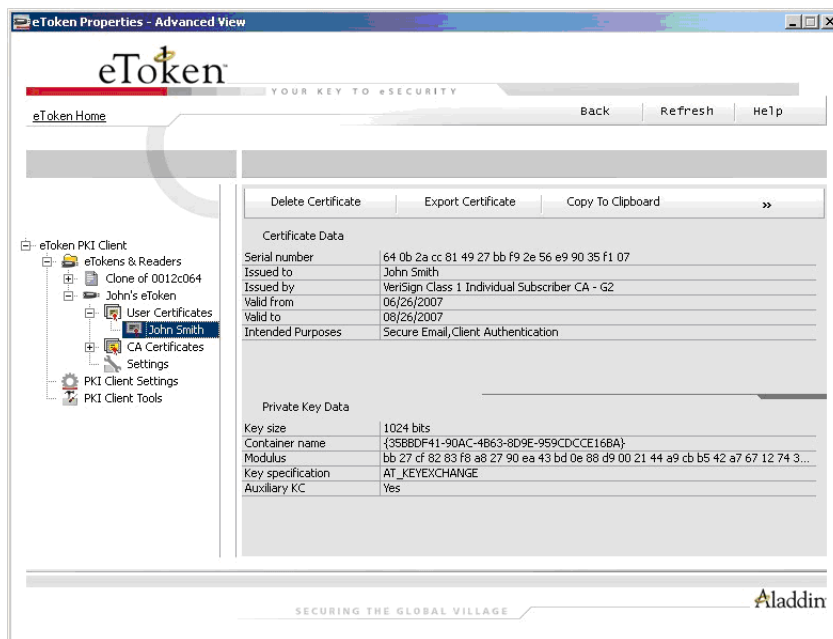 eToken Properties - Advanced View
eToken
YOUR KEY TO eSECURITY
eToken Home
Back Refresh Help
Delete Certificate Export Certificate Copy To Clipboard »
eToken PKI Client
eTokens & Readers
Clone of 0012c064
John's eToken
User Certificates
John Smith
CA Certificates
Settings
PKI Client Settings
PKI Client Tools
Certificate Data
Serial number 64 0b 2a cc 81 49 27 bb f9 2e 56 e9 90 35 f1 07
Issued to John Smith
Issued by VeriSign Class 1 Individual Subscriber CA - G2
Valid from 06/26/2007
Valid to 08/26/2007
Intended Purposes Secure Email,Client Authentication
Private Key Data
Key size 1024 bits
Container name {35BBDF41-90AC-4B63-8D9E-959CDCCE16BA}
Modulus bb 27 cf 82 83 f8 a8 27 90 ea 43 bd 0e 88 d9 00 21 44 a9 cb b5 42 a7 67 12 74 3...
Key specification AT_KEYEXCHANGE
Auxiliary KC Yes
SECURING THE GLOBAL VILLAGE
Aladdin